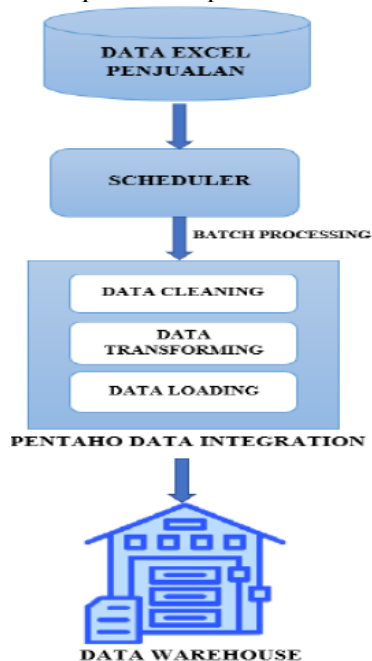 DATA EXCEL
PENJUALAN
SCHEDULER
BATCH PROCESSING
DATA CLEANING
DATA
TRANSFORMING
DATA LOADING
PENTAHO DATA INTEGRATION
DATA WAREHOUSE